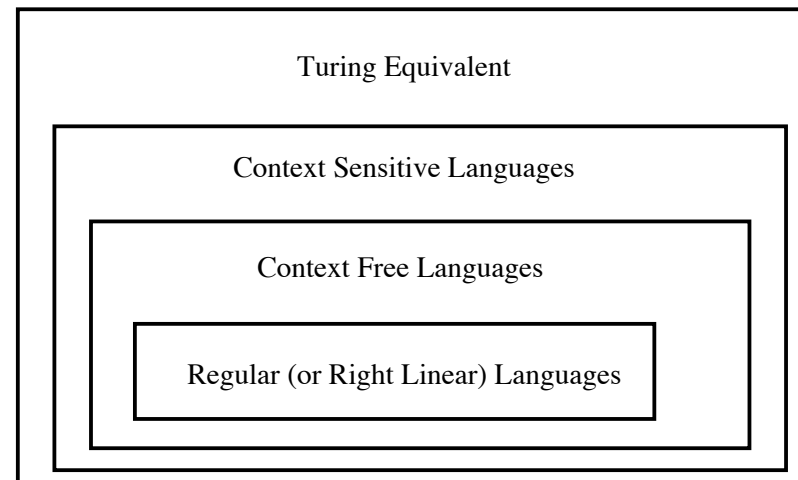 Turing Equivalent
Context Sensitive Languages
Context Free Languages
Regular (or Right Linear) Languages